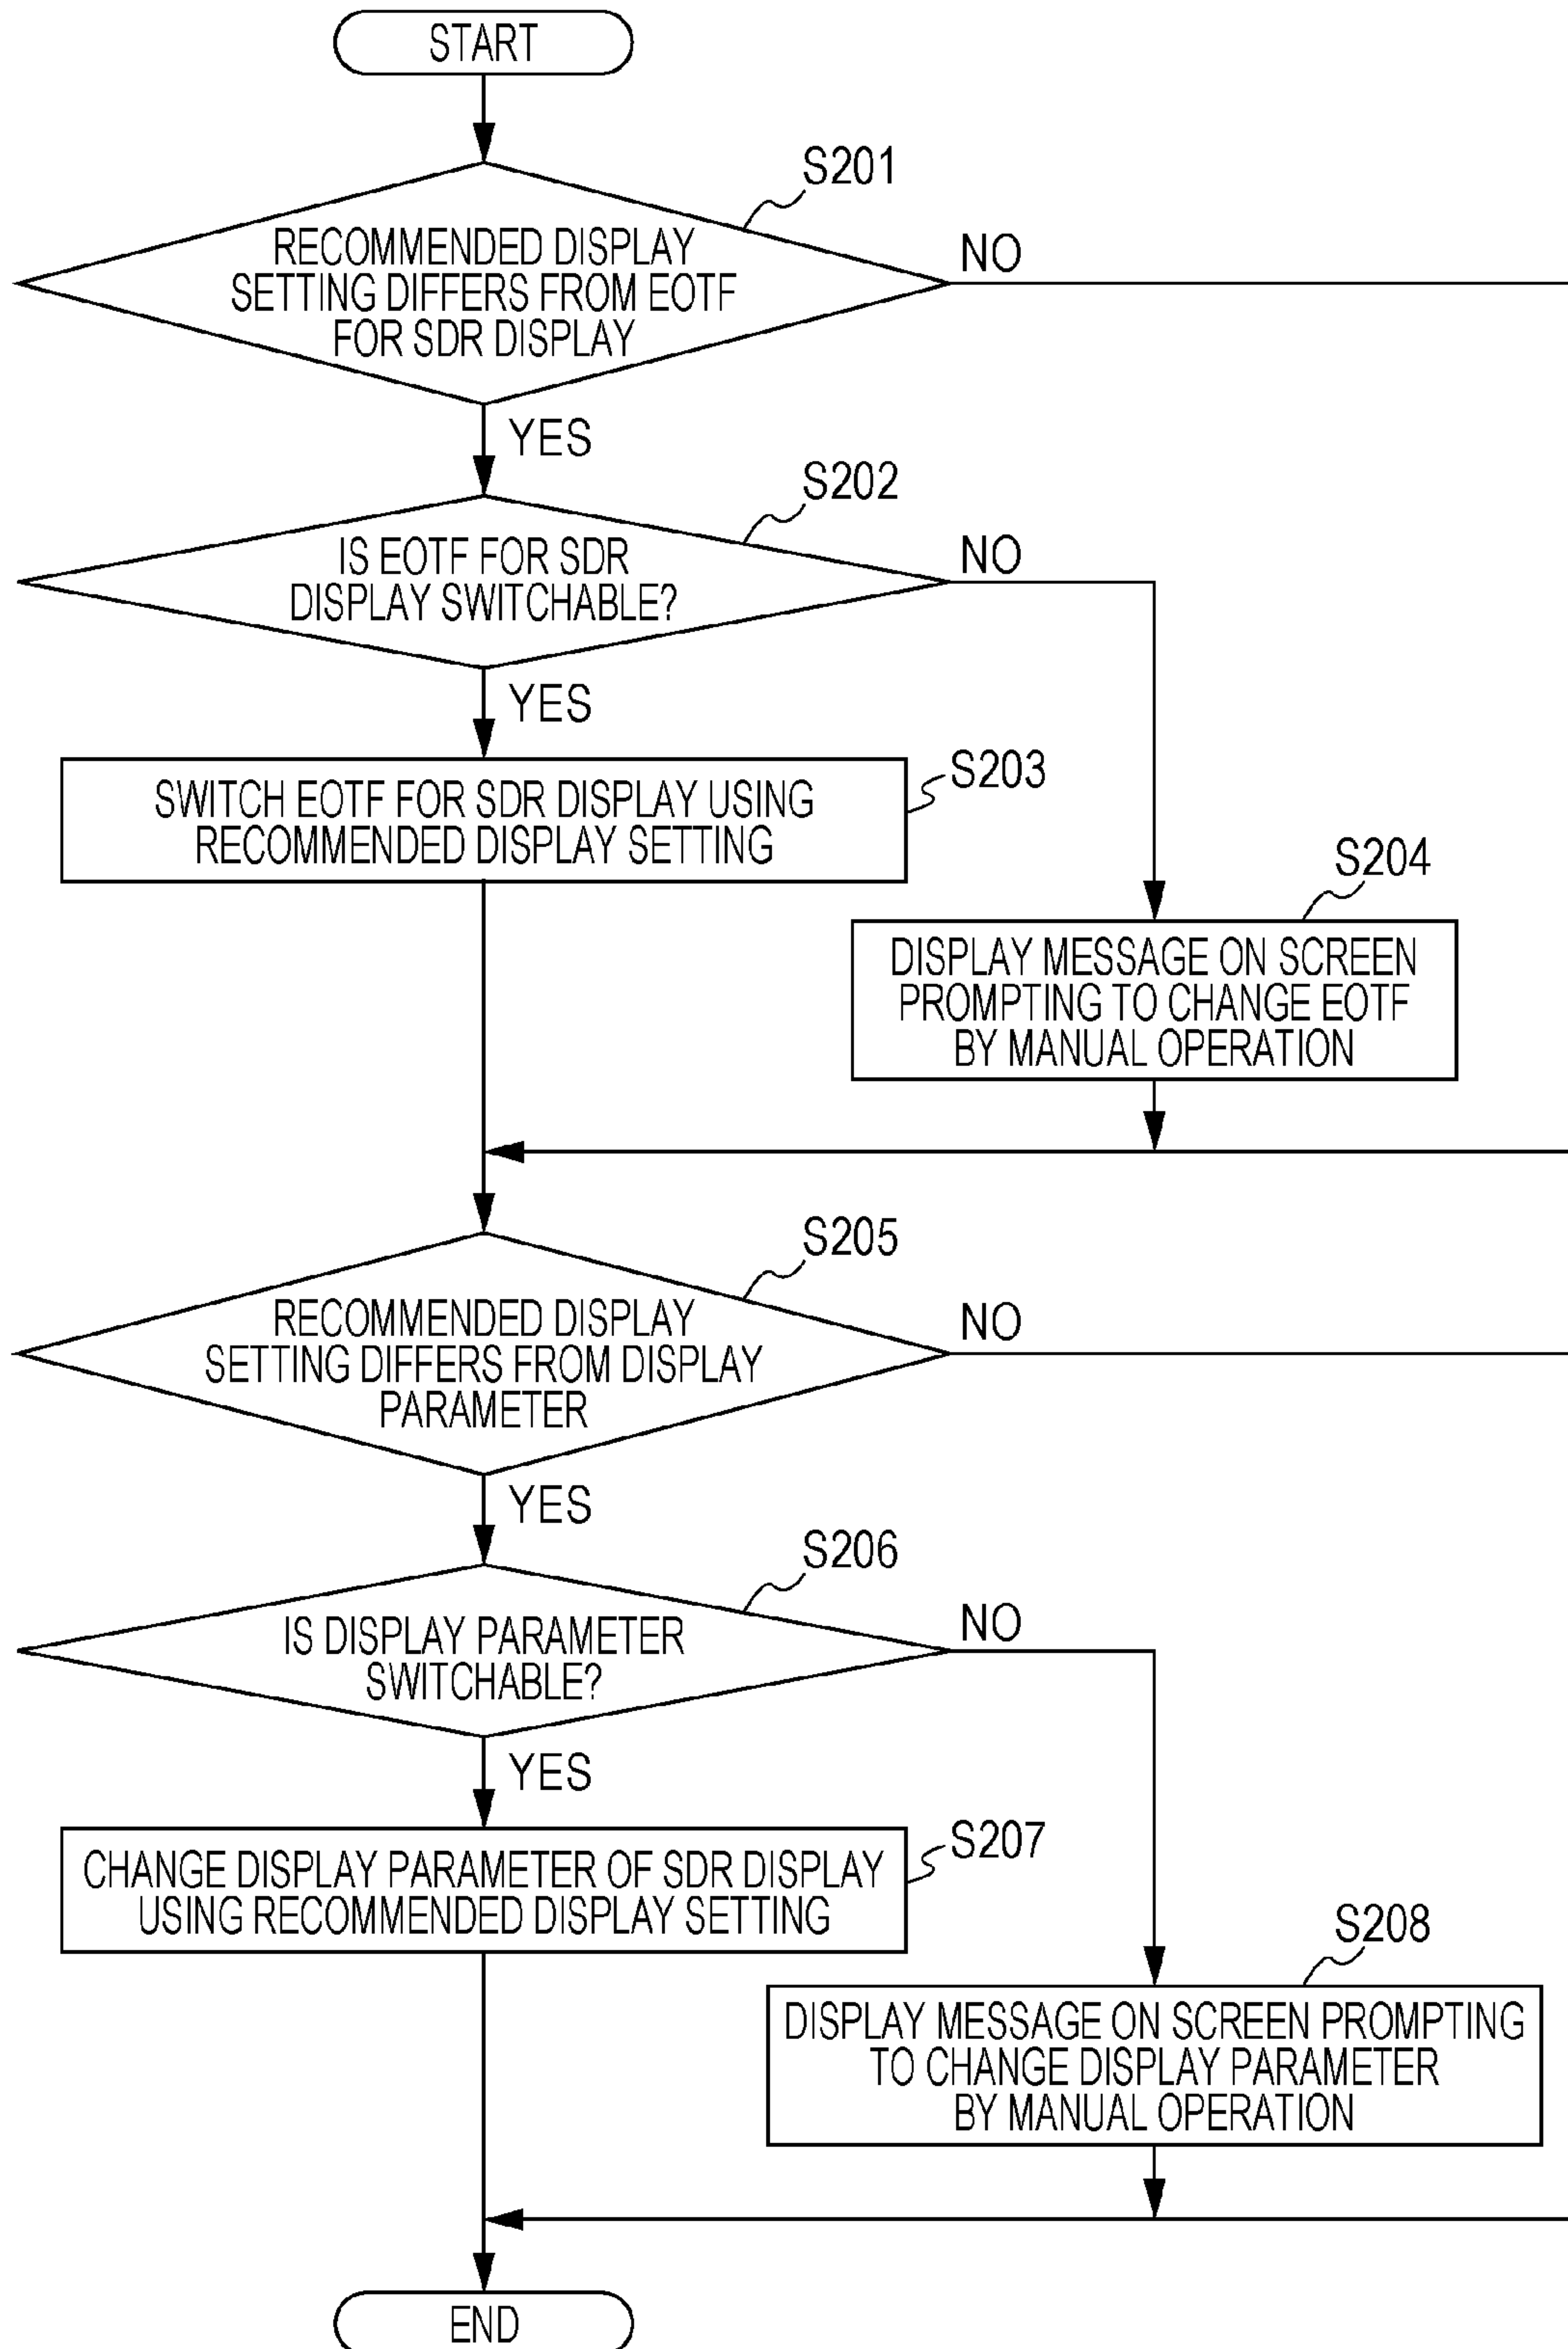 START
S201
RECOMMENDED DISPLAY
SETTING DIFFERS FROM EOTF
FOR SDR DISPLAY
NO
YES
S202
IS EOTF FOR SDR
DISPLAY SWITCHABLE?
NO
YES
S203
SWITCH EOTF FOR SDR DISPLAY USING
RECOMMENDED DISPLAY SETTING
S204
DISPLAY MESSAGE ON SCREEN
PROMPTING TO CHANGE EOTF
BY MANUAL OPERATION
S205
RECOMMENDED DISPLAY
SETTING DIFFERS FROM DISPLAY
PARAMETER
NO
YES
S206
IS DISPLAY PARAMETER
SWITCHABLE?
NO
YES
S207
CHANGE DISPLAY PARAMETER OF SDR DISPLAY
USING RECOMMENDED DISPLAY SETTING
S208
DISPLAY MESSAGE ON SCREEN PROMPTING
TO CHANGE DISPLAY PARAMETER
BY MANUAL OPERATION
END